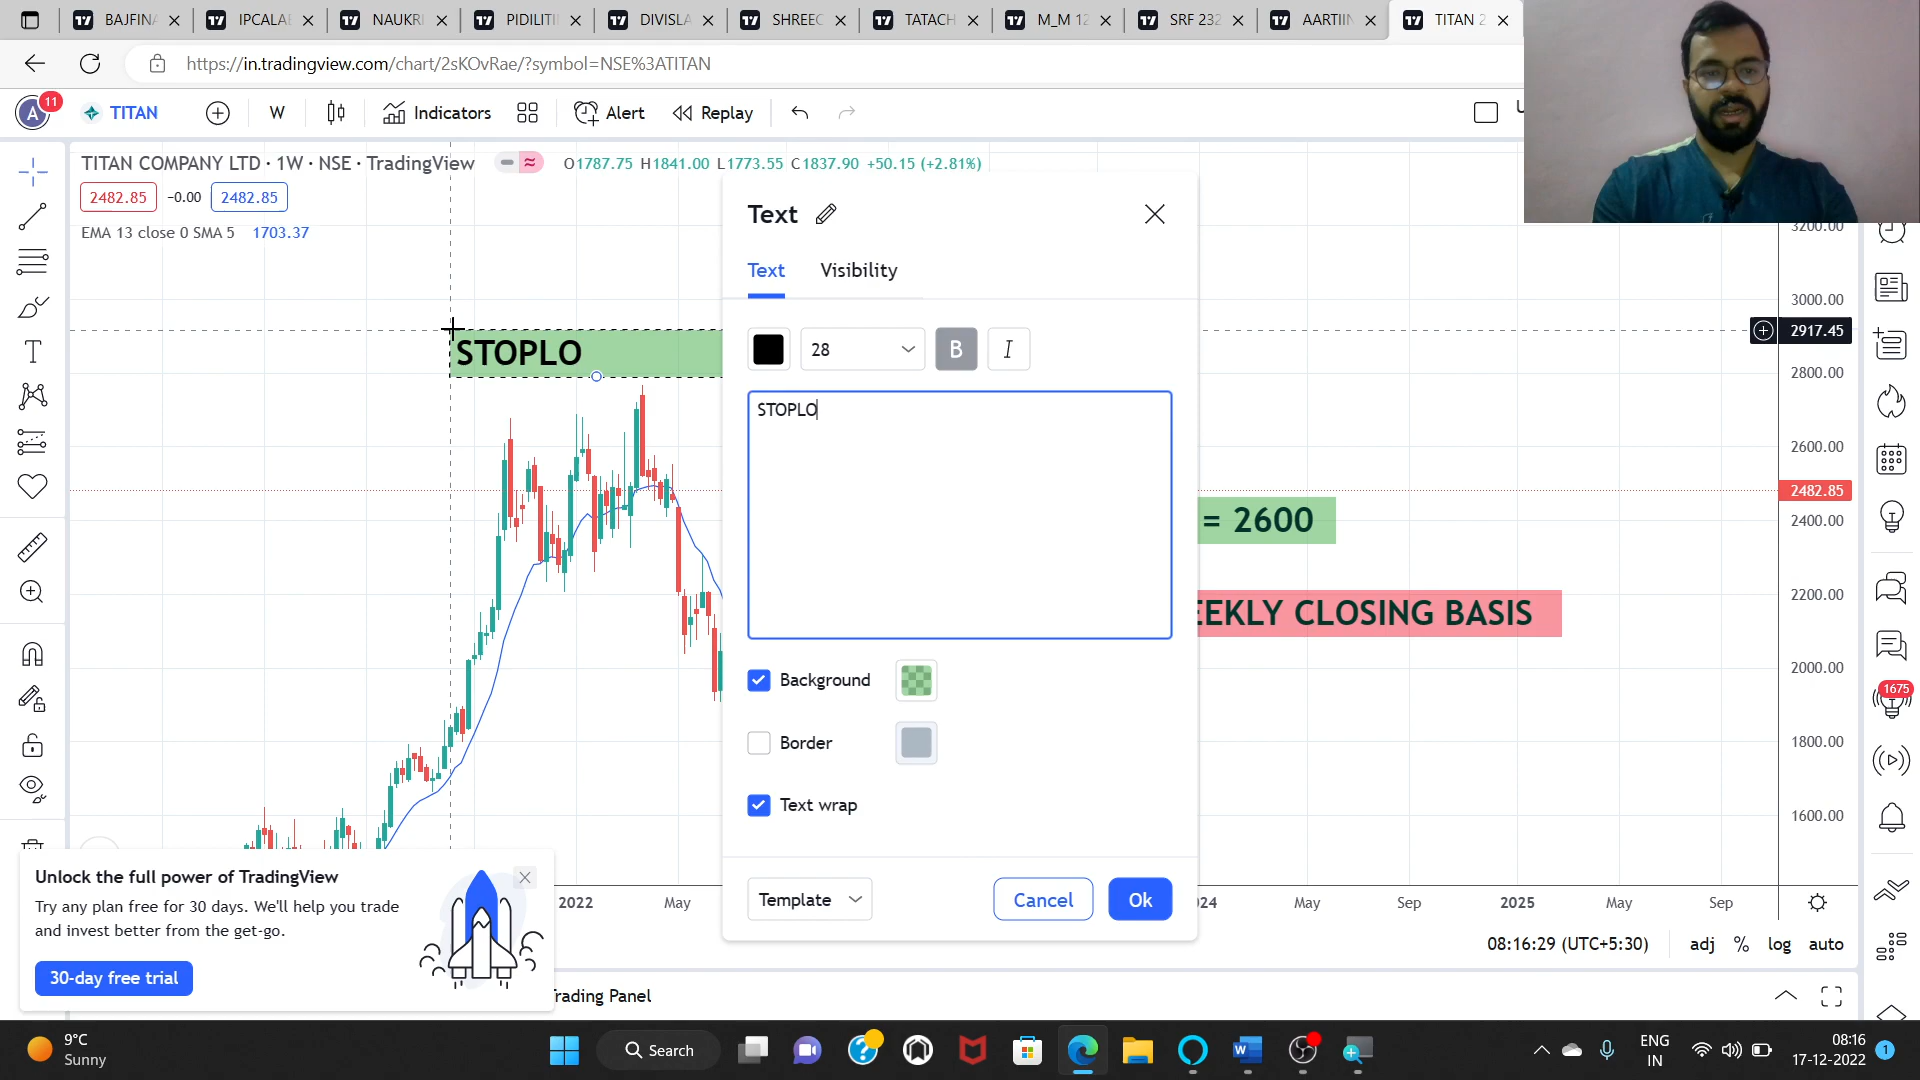 BAJFINA
IPCALAB
NAUKRI
PIDILITIN
DIVISLA
SHREEC
TATACH
M_M 12
SRF 232
AARTIIN
TITAN 2
https://in.tradingview.com/chart/2sKOvRae/?symbol=NSE%3ATITAN
A
11
TITAN
W
Indicators
Alert
Replay
U
TITAN COMPANY LTD · 1W · NSE · TradingView
O1787.75 H1841.00 L1773.55 C1837.90 +50.15 (+2.81%)
2482.85
-0.00
2482.85
EMA 13 close 0 SMA 5 1703.37
STOPLO
Text
Text
Visibility
28
B
I
STOPLO
Background
Border
Text wrap
Template
Cancel
Ok
= 2600
EEKLY CLOSING BASIS
3200.00
3000.00
2917.45
2800.00
2600.00
2482.85
2400.00
2200.00
2000.00
1800.00
1600.00
1675
2022
May
024
May
Sep
2025
May
Sep
08:16:29 (UTC+5:30)
adj
%
log
auto
Unlock the full power of TradingView
Try any plan free for 30 days. We'll help you trade
and invest better from the get-go.
30-day free trial
Trading Panel
9°C
Sunny
Search
ENG
IN
08:16
17-12-2022
1